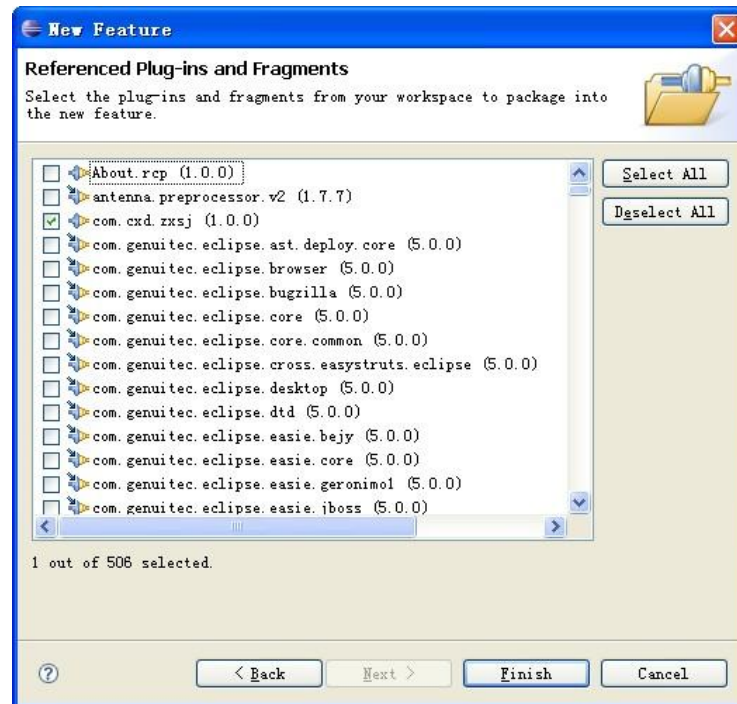 New Feature
Referenced Plug-ins and Fragments
Select the plug-ins and fragments from your workspace to package into
the new feature.
About.rcp (1.0.0)
antenna.preprocessor.v2 (1.7.7)
com.cxd.zxsj (1.0.0)
com.genuitec.eclipse.ast.deploy.core (5.0.0)
com.genuitec.eclipse.browser (5.0.0)
com.genuitec.eclipse.bugzilla (5.0.0)
com.genuitec.eclipse.core (5.0.0)
com.genuitec.eclipse.core.common (5.0.0)
com.genuitec.eclipse.cross.easystruts.eclipse (5.0.0)
com.genuitec.eclipse.desktop (5.0.0)
com.genuitec.eclipse.dtd (5.0.0)
com.genuitec.eclipse.easie.bejy (5.0.0)
com.genuitec.eclipse.easie.core (5.0.0)
com.genuitec.eclipse.easie.geronimo1 (5.0.0)
com.genuitec.eclipse.easie.jboss (5.0.0)
Select All
Deselect All
1 out of 506 selected.
< Back
Next >
Finish
Cancel